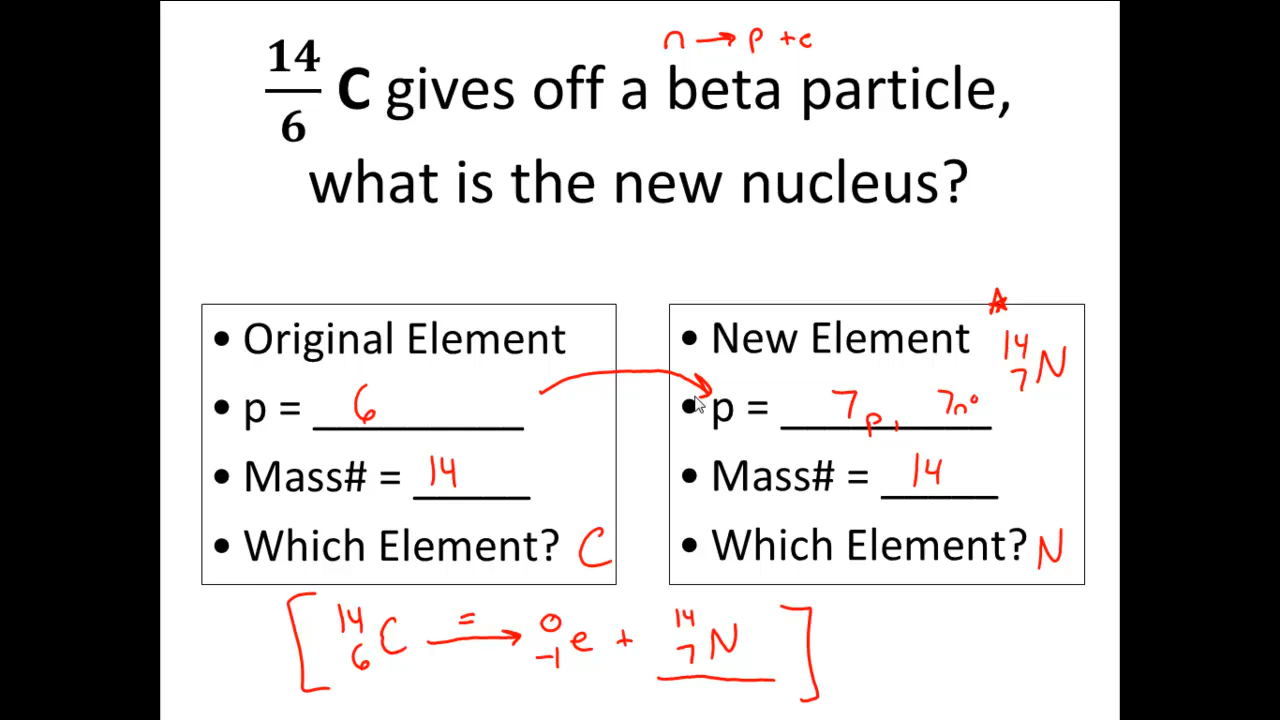 n → p + e
14/6 C gives off a beta particle,
what is the new nucleus?
• Original Element
• p = 6
• Mass# = 14
• Which Element? C
• New Element 14 7 N
• p = 7p, 7n⁰
• Mass# = 14
• Which Element? N
[ 14 6 C = → 0 -1 e + 14 7 N ]